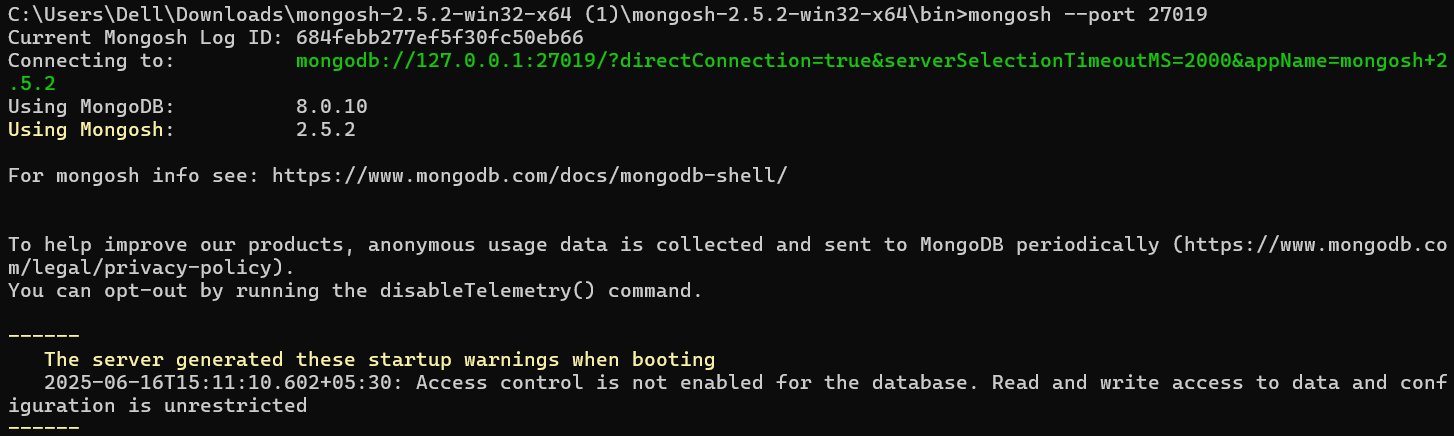 C:\Users\Dell\Downloads\mongosh-2.5.2-win32-x64 (1)\mongosh-2.5.2-win32-x64\bin>mongosh --port 27019
Current Mongosh Log ID: 684febb277ef5f30fc50eb66
Connecting to:          mongodb://127.0.0.1:27019/?directConnection=true&serverSelectionTimeoutMS=2000&appName=mongosh+2
.5.2
Using MongoDB:          8.0.10
Using Mongosh:          2.5.2
For mongosh info see: https://www.mongodb.com/docs/mongodb-shell/
To help improve our products, anonymous usage data is collected and sent to MongoDB periodically (https://www.mongodb.co
m/legal/privacy-policy).
You can opt-out by running the disableTelemetry() command.
------
   The server generated these startup warnings when booting
   2025-06-16T15:11:10.602+05:30: Access control is not enabled for the database. Read and write access to data and conf
iguration is unrestricted
------